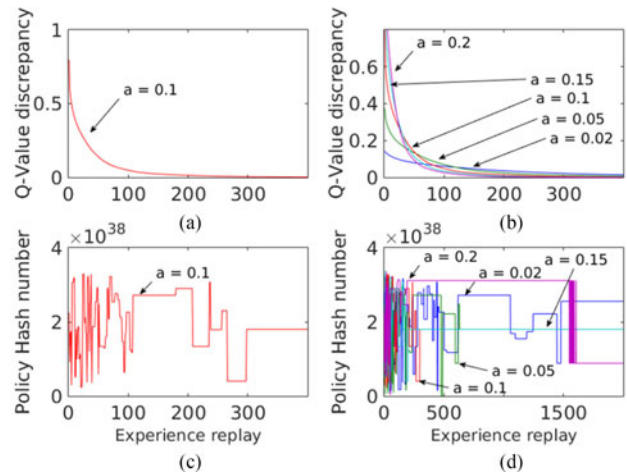 Q-Value discrepancy
1
0.5
0
a = 0.1
0 100 200 300
(a)
Q-Value discrepancy
0.8
0.6
0.4
0.2
0
a = 0.2
a = 0.15
a = 0.1
a = 0.05
a = 0.02
0 100 200 300
(b)
Policy Hash number
4 × 10^38
2
0
a = 0.1
0 100 200 300
Experience replay
(c)
Policy Hash number
4 × 10^38
2
0
a = 0.2
a = 0.02
a = 0.15
a = 0.05
a = 0.1
0 500 1500
Experience replay
(d)